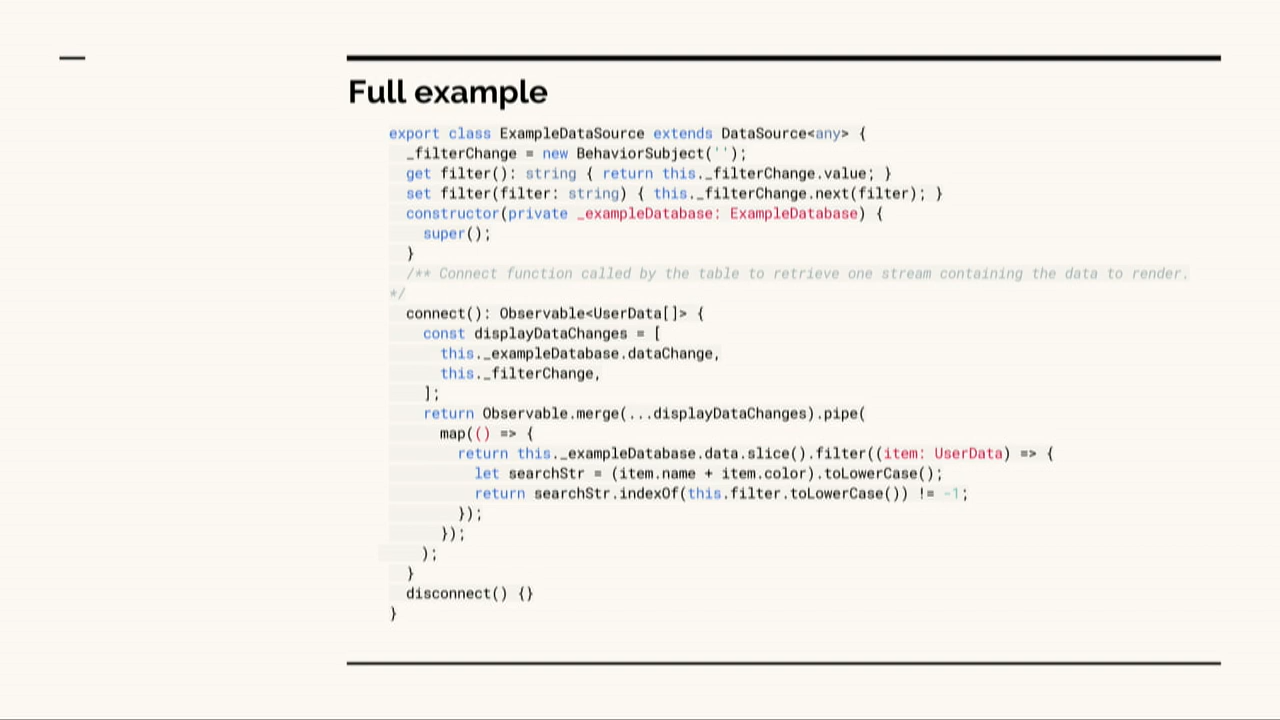 Full example
export class ExampleDataSource extends DataSource<any> {
_filterChange = new BehaviorSubject('');
get filter(): string { return this._filterChange.value; }
set filter(filter: string) { this._filterChange.next(filter); }
constructor(private _exampleDatabase: ExampleDatabase) {
super();
}
/** Connect function called by the table to retrieve one stream containing the data to render.
*/
connect(): Observable<UserData[]> {
const displayDataChanges = [
this._exampleDatabase.dataChange,
this._filterChange,
];
return Observable.merge(...displayDataChanges).pipe(
map(() => {
return this._exampleDatabase.data.slice().filter((item: UserData) => {
let searchStr = (item.name + item.color).toLowerCase();
return searchStr.indexOf(this.filter.toLowerCase()) != -1;
});
});
);
}
disconnect() {}
}